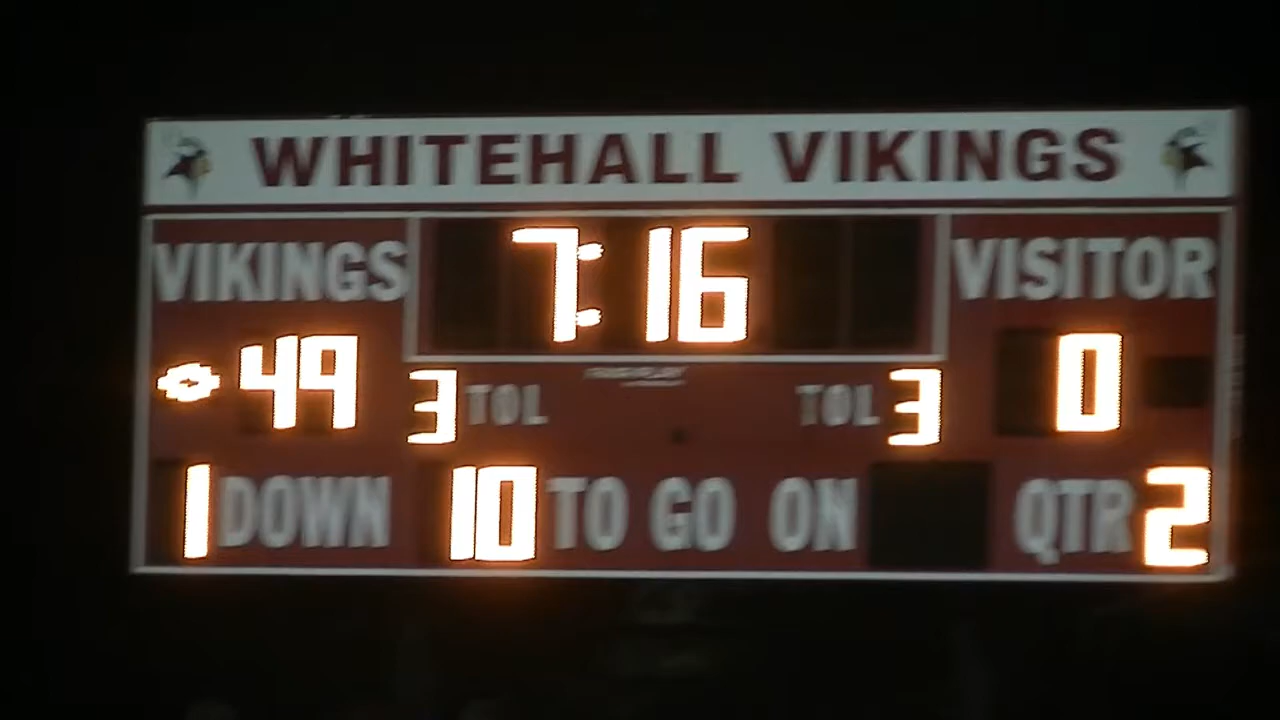 WHITEHALL VIKINGS
VIKINGS 7:16 VISITOR
49 3 TOL TOL 3 0
1 DOWN 10 TO GO ON QTR 2